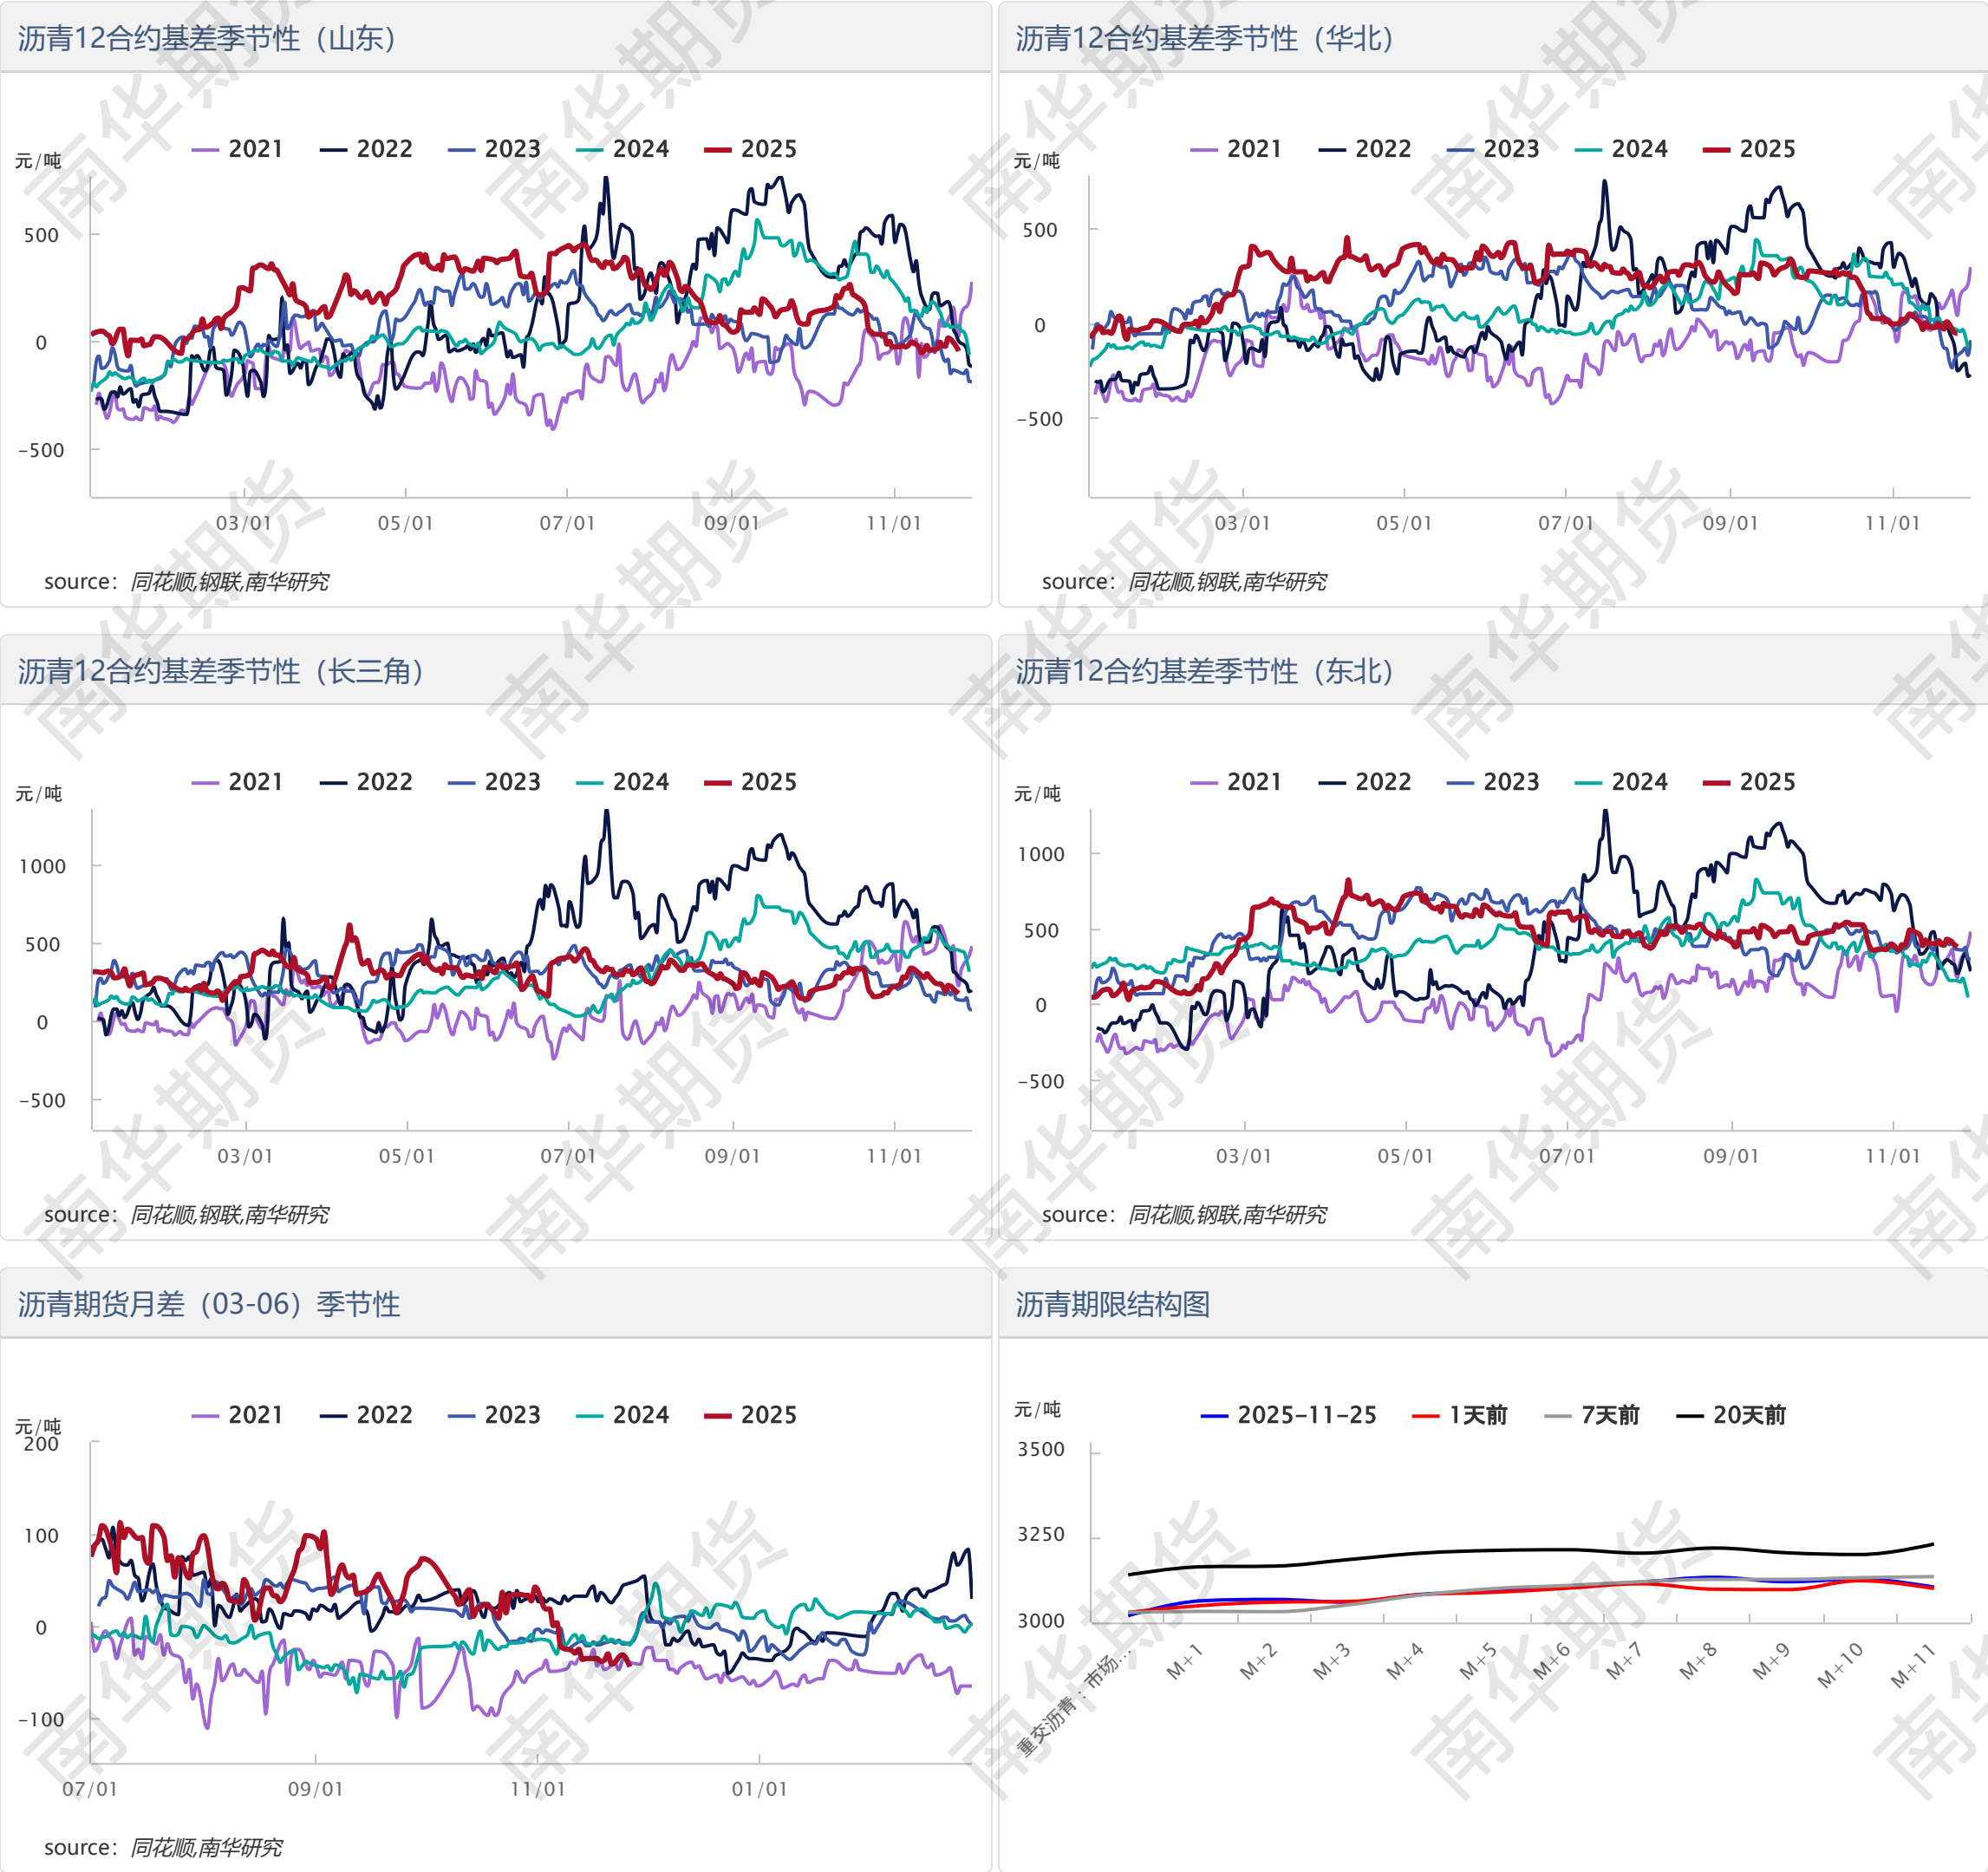 沥青12合约基差季节性（山东）
元/吨
2021 2022 2023 2024 2025
500
0
−500
03/01 05/01 07/01 09/01 11/01
source：同花顺,钢联,南华研究
沥青12合约基差季节性（华北）
元/吨
2021 2022 2023 2024 2025
500
0
−500
03/01 05/01 07/01 09/01 11/01
source：同花顺,钢联,南华研究
沥青12合约基差季节性（长三角）
元/吨
2021 2022 2023 2024 2025
1000
500
0
−500
03/01 05/01 07/01 09/01 11/01
source：同花顺,钢联,南华研究
沥青12合约基差季节性（东北）
元/吨
2021 2022 2023 2024 2025
1000
500
0
−500
03/01 05/01 07/01 09/01 11/01
source：同花顺,钢联,南华研究
沥青期货月差（03-06）季节性
元/吨
2021 2022 2023 2024 2025
200
100
0
−100
07/01 09/01 11/01 01/01
source：同花顺,南华研究
沥青期限结构图
元/吨
2025−11−25 1天前 7天前 20天前
3500
3250
3000
重交沥青：市场... M+1 M+2 M+3 M+4 M+5 M+6 M+7 M+8 M+9 M+10 M+11
南华期货